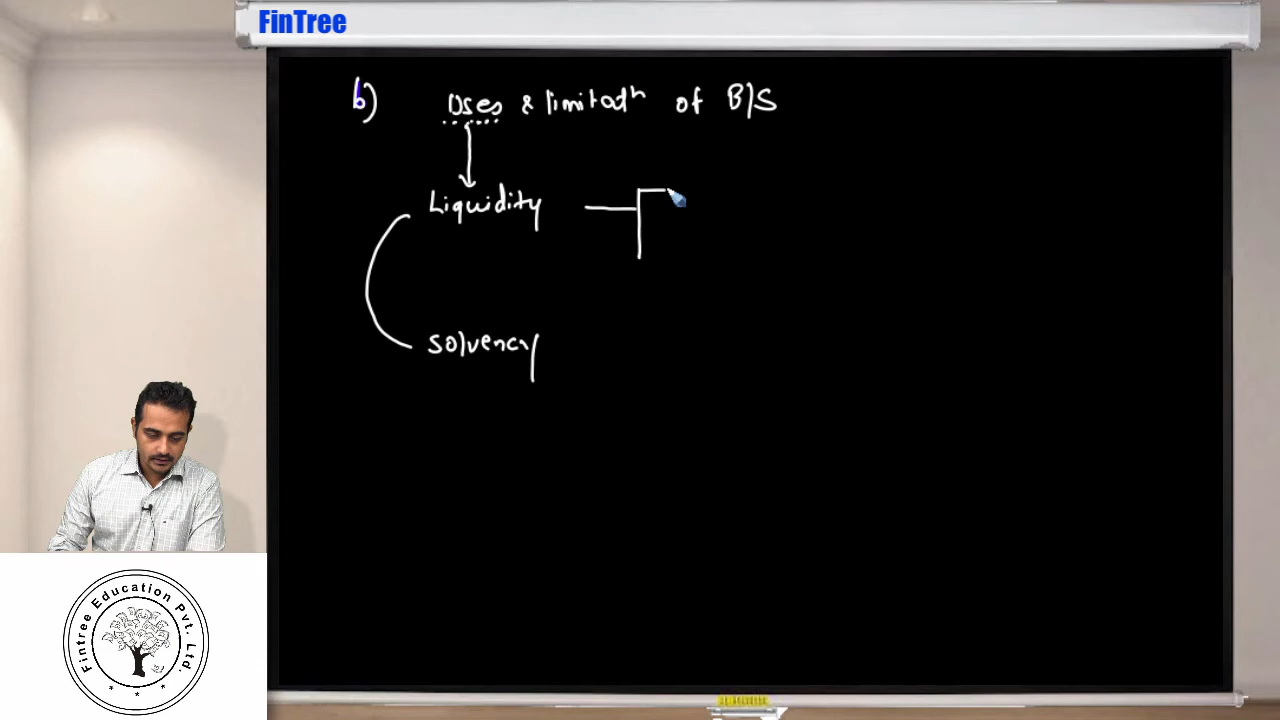 FinTree
b) Uses & limitatn of B/S
Liquidity
Solvency
Fintree Education Pvt. Ltd.